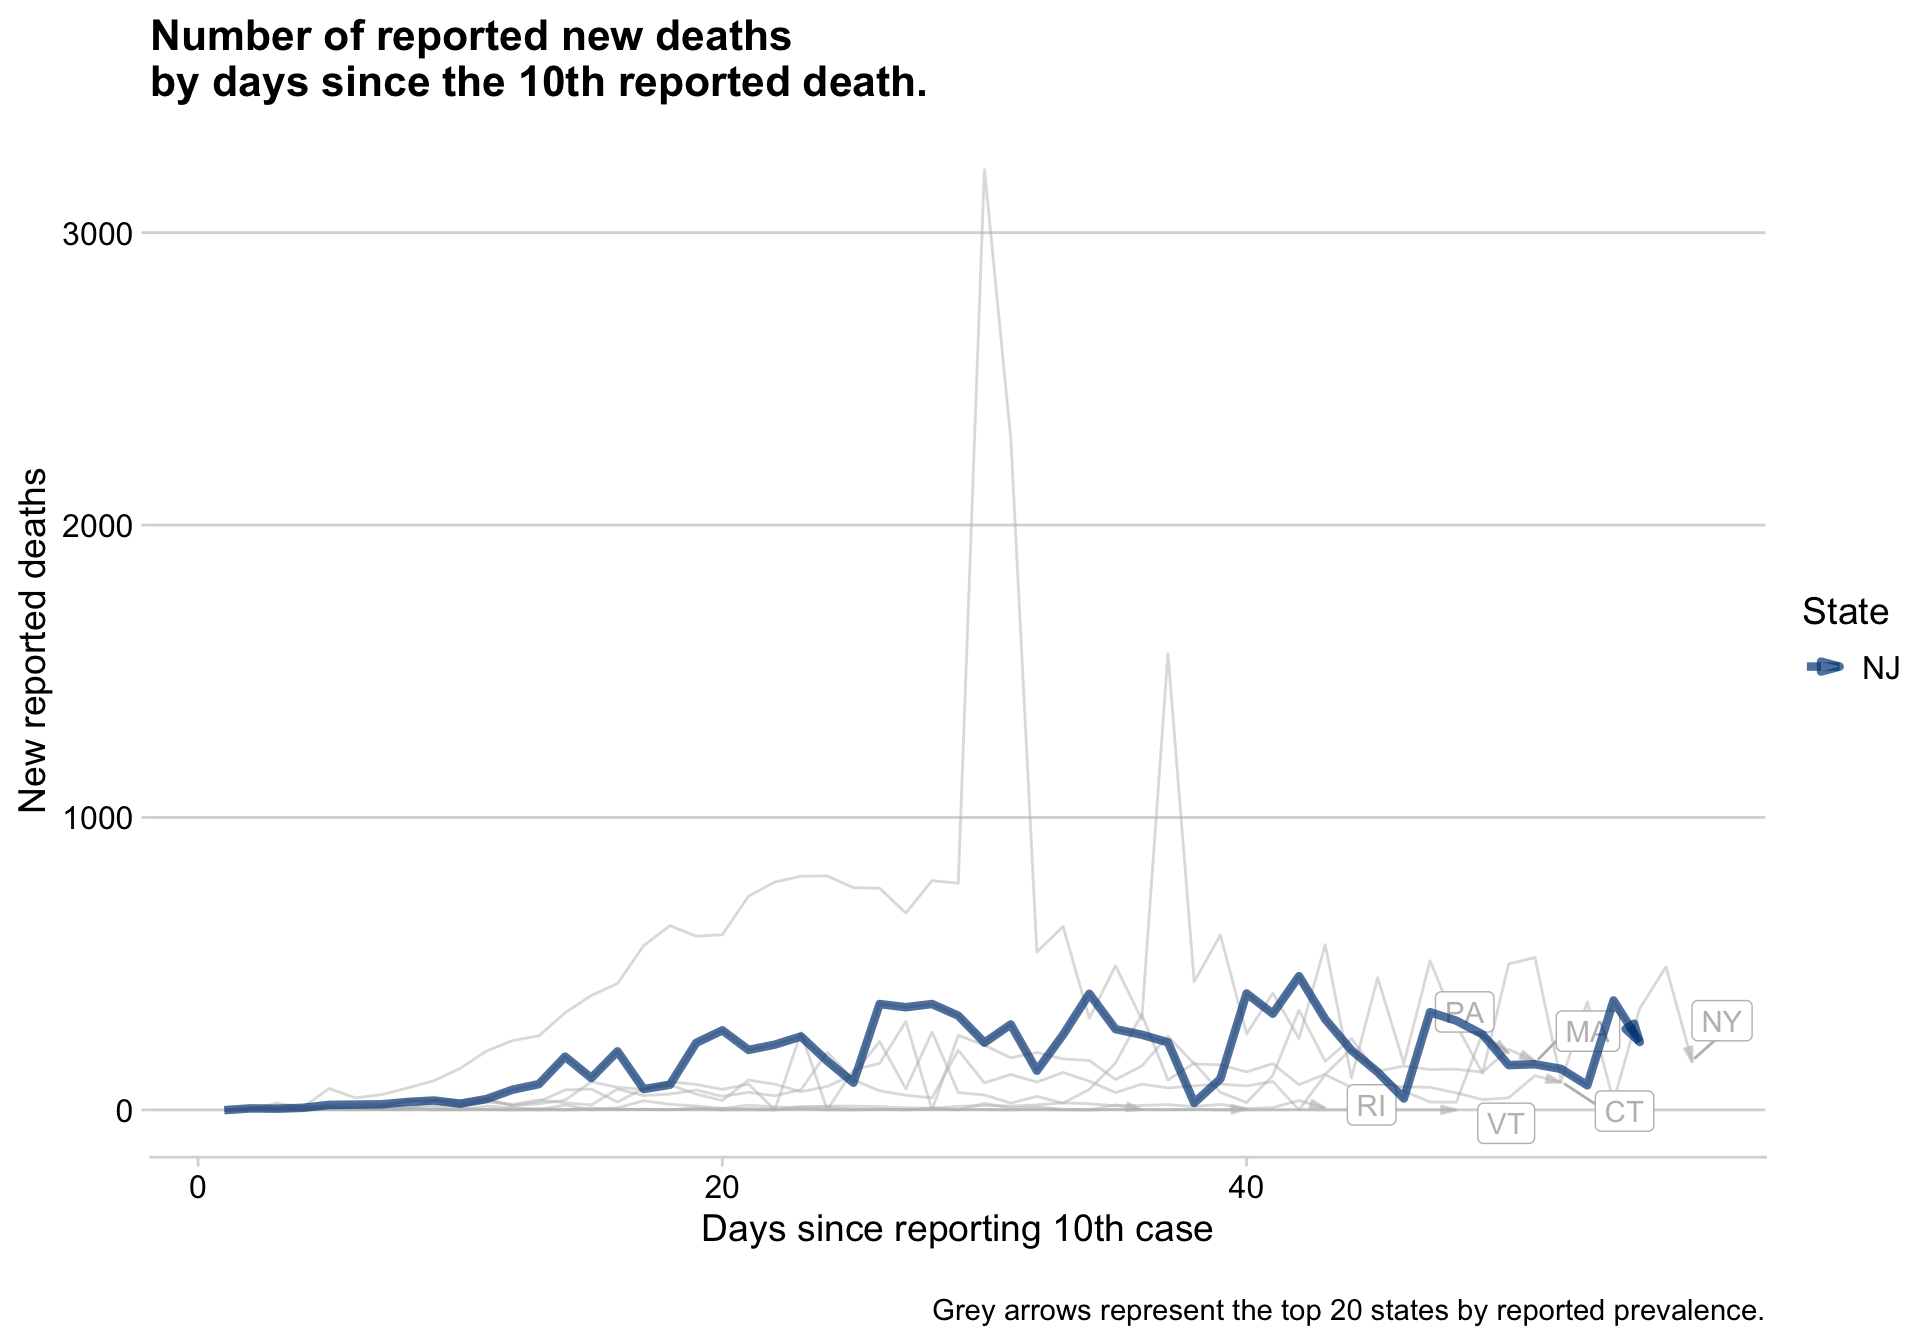 Number of reported new deaths
by days since the 10th reported death.
New reported deaths
3000
2000
1000
0
0
20
40
PA
MA
NY
RI
VT
CT
Days since reporting 10th case
State
NJ
Grey arrows represent the top 20 states by reported prevalence.